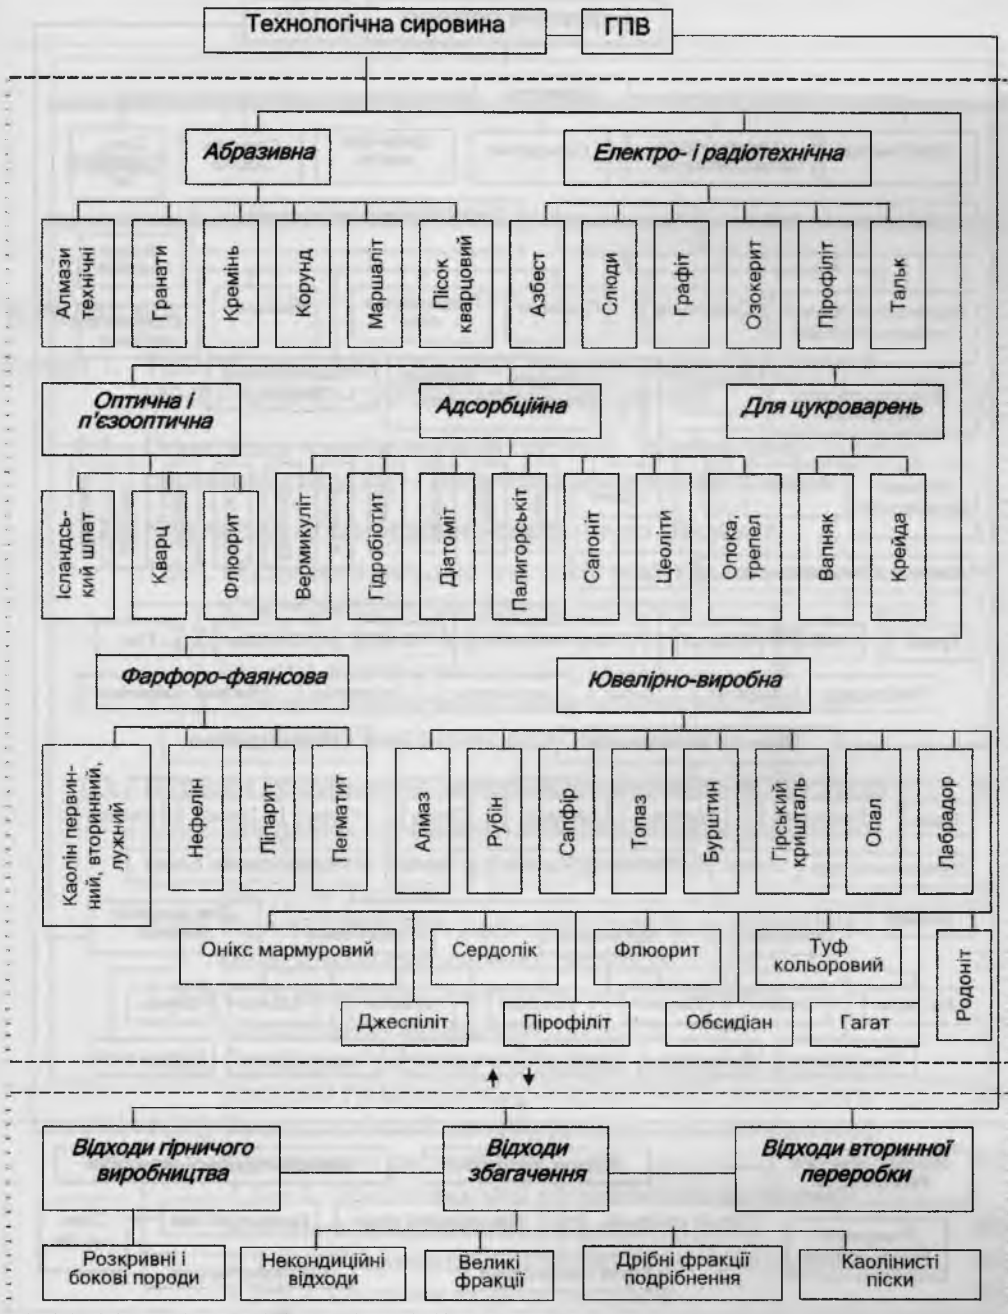 Технологічна сировина
ГПВ
Абразивна
Електро- і радіотехнічна
Алмази
технічні
Гранати
Кремінь
Корунд
Маршаліт
Пісок
кварцовий
Азбест
Слюди
Графіт
Озокерит
Пірофіліт
Тальк
Оптична і
п'єзооптична
Адсорбційна
Для цукроварень
Ісландсь-
кий шпат
Кварц
Флюорит
Вермикуліт
Гідробіотит
Діатоміт
Палигорськіт
Сапоніт
Цеоліти
Опока,
трепел
Вапняк
Крейда
Фарфоро-фаянсова
Ювелірно-виробна
Каолін первин-
ний, вторинний,
лужний
Нефелін
Ліпарит
Пегматит
Алмаз
Рубін
Сапфір
Топаз
Бурштин
Гірський
кришталь
Опал
Лабрадор
Онікс мармуровий
Сердолік
Флюорит
Туф
кольоровий
Родоніт
Джеспіліт
Пірофіліт
Обсидіан
Гагат
Відходи гірничого
виробництва
Відходи
збагачення
Відходи вторинної
переробки
Розкривні і
бокові породи
Некондиційні
відходи
Великі
фракції
Дрібні фракції
подрібнення
Каолінисті
піски